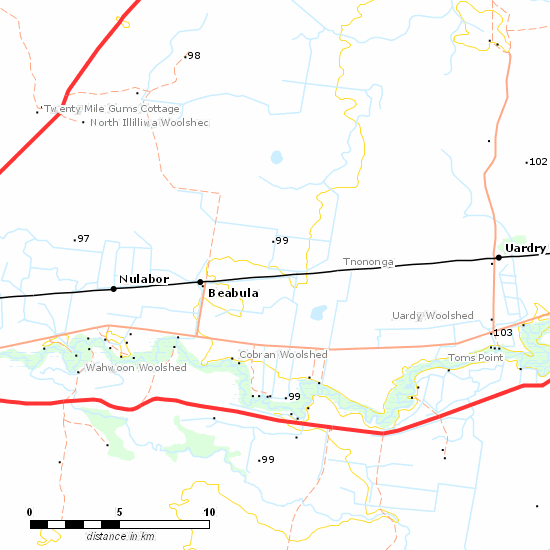 98
Twenty Mile Gums Cottage
North Illilliwa Woolshed
102
97
99
Uardry
Tnononga
Nulabor
Beabula
Uardy Woolshed
103
Cobran Woolshed
Toms Point
Wahwoon Woolshed
99
99
0 5 10
distance in km